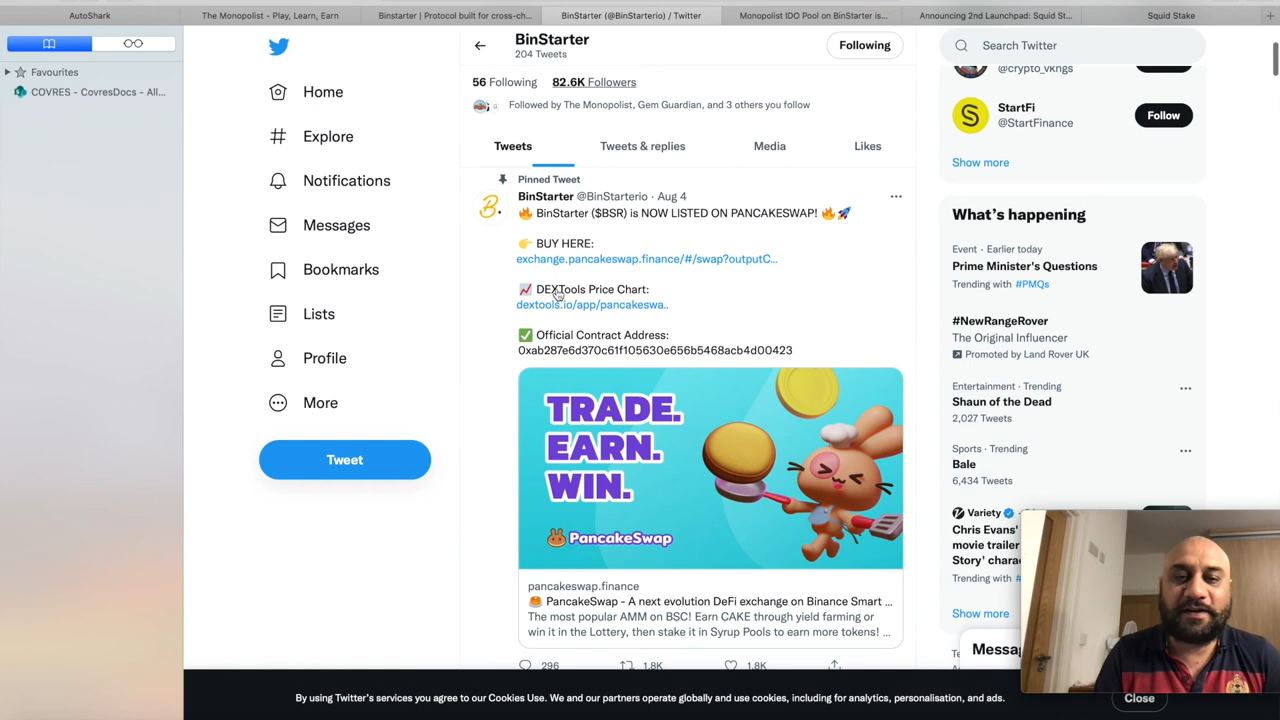 AutoShark
The Monopolist - Play, Learn, Earn
Binstarter | Protocol built for cross-ch...
BinStarter (@BinStarterio) / Twitter
Monopolist IDO Pool on BinStarter is...
Announcing 2nd Launchpad: Squid St...
Squid Stake
Favourites
COVRES - CovresDocs - All...
Home
Explore
Notifications
Messages
Bookmarks
Lists
Profile
More
Tweet
BinStarter
204 Tweets
Following
56 Following 82.6K Followers
Followed by The Monopolist, Gem Guardian, and 3 others you follow
Tweets
Tweets & replies
Media
Likes
Pinned Tweet
BinStarter @BinStarterio · Aug 4
🔥 BinStarter ($BSR) is NOW LISTED ON PANCAKESWAP! 🔥🚀
👉 BUY HERE:
exchange.pancakeswap.finance/#/swap?outputC...
📈 DEXTools Price Chart:
dextools.io/app/pancakeswa..
✅ Official Contract Address:
0xab287e6d370c61f105630e656b5468acb4d00423
TRADE.
EARN.
WIN.
PancakeSwap
pancakeswap.finance
🥞 PancakeSwap - A next evolution DeFi exchange on Binance Smart ...
The most popular AMM on BSC! Earn CAKE through yield farming or
win it in the Lottery, then stake it in Syrup Pools to earn more tokens! ...
296
1.8K
1.8K
Search Twitter
@crypto_vkngs
StartFi
@StartFinance
Follow
Show more
What's happening
Event · Earlier today
Prime Minister's Questions
Trending with #PMQs
#NewRangeRover
The Original Influencer
Promoted by Land Rover UK
Entertainment · Trending
Shaun of the Dead
2,027 Tweets
Sports · Trending
Bale
6,434 Tweets
Variety
Chris Evans'
movie trailer
Story' chara
Trending with #
Show more
Messa
By using Twitter's services you agree to our Cookies Use. We and our partners operate globally and use cookies, including for analytics, personalisation, and ads.
Close